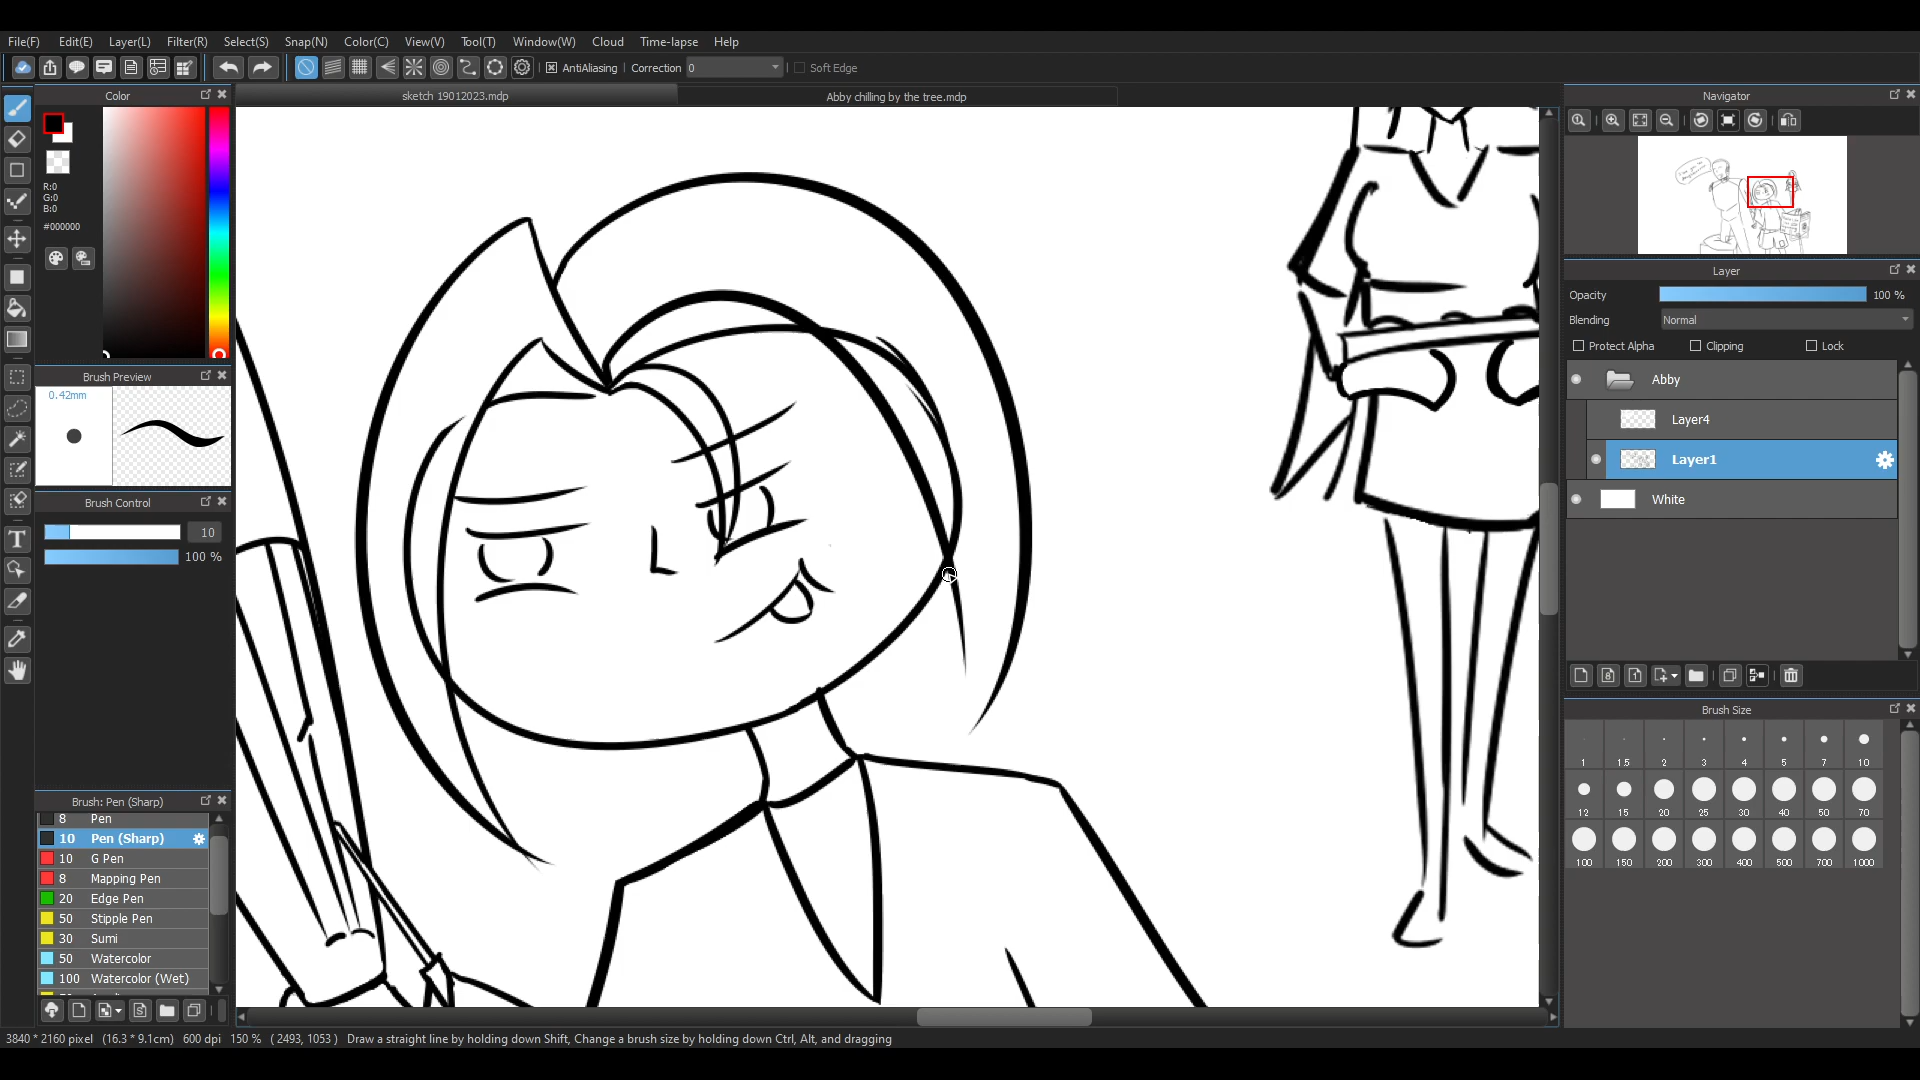 File(F) Edit(E) Layer(L) Filter(R) Select(S) Snap(N) Color(C) View(V) Tool(T) Window(W) Cloud Time-lapse Help
AntiAliasing Correction 0 Soft Edge
Color
sketch 19012023.mdp
Abby chilling by the tree.mdp
R:0
G:0
B:0
#000000
Brush Preview
0.42mm
Brush Control
10
100 %
Brush: Pen (Sharp)
8 Pen
10 Pen (Sharp)
10 G Pen
8 Mapping Pen
20 Edge Pen
50 Stipple Pen
30 Sumi
50 Watercolor
100 Watercolor (Wet)
Navigator
Layer
Opacity 100 %
Blending Normal
Protect Alpha Clipping Lock
Abby
Layer4
Layer1
White
Brush Size
1 1.5 2 3 4 5 7 10
12 15 20 25 30 40 50 70
100 150 200 300 400 500 700 1000
3840 * 2160 pixel (16.3 * 9.1cm) 600 dpi 150 % ( 2493, 1053 ) Draw a straight line by holding down Shift, Change a brush size by holding down Ctrl, Alt, and dragging